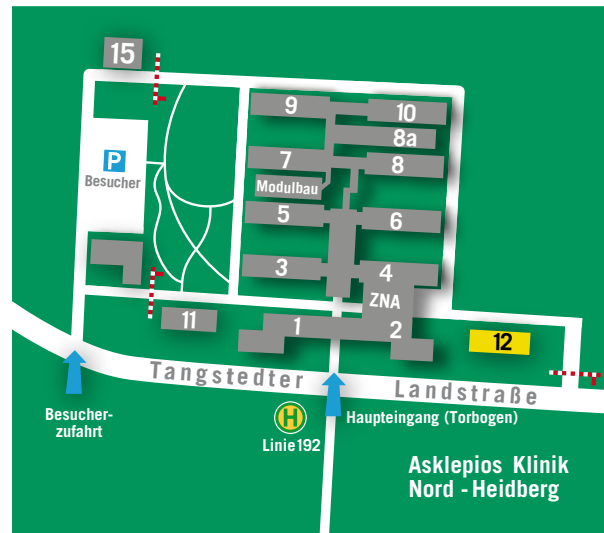 15
9
10
8a
P
Besucher
7
8
Modulbau
5
6
3
4
ZNA
11
1
2
12
Tangstedter Landstraße
Besucher-
zufahrt
H
Linie192
Haupteingang (Torbogen)
Asklepios Klinik
Nord - Heidberg